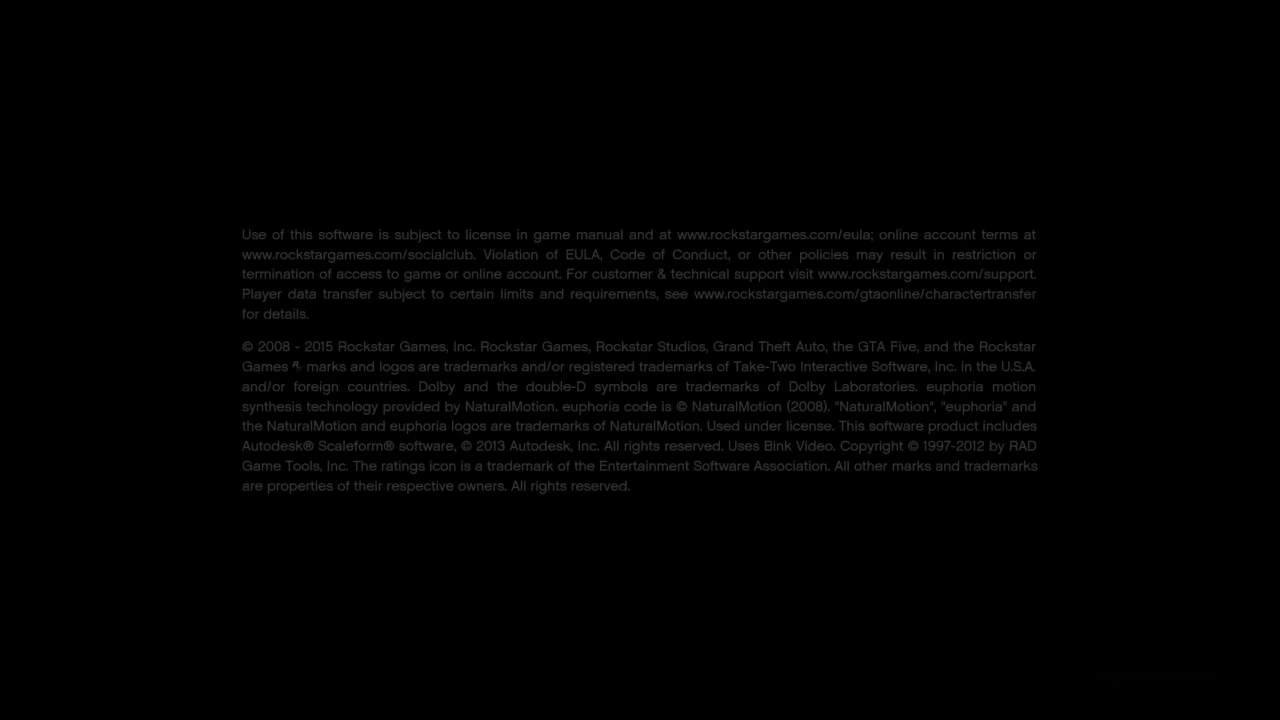 Use of this software is subject to license in game manual and at www.rockstargames.com/eula; online account terms at
www.rockstargames.com/socialclub. Violation of EULA, Code of Conduct, or other policies may result in restriction or
termination of access to game or online account. For customer & technical support visit www.rockstargames.com/support.
Player data transfer subject to certain limits and requirements, see www.rockstargames.com/gtaonline/charactertransfer
for details.
© 2008 - 2015 Rockstar Games, Inc. Rockstar Games, Rockstar Studios, Grand Theft Auto, the GTA Five, and the Rockstar
Games R* marks and logos are trademarks and/or registered trademarks of Take-Two Interactive Software, Inc. in the U.S.A.
and/or foreign countries. Dolby and the double-D symbols are trademarks of Dolby Laboratories. euphoria motion
synthesis technology provided by NaturalMotion. euphoria code is © NaturalMotion (2008). "NaturalMotion", "euphoria" and
the NaturalMotion and euphoria logos are trademarks of NaturalMotion. Used under license. This software product includes
Autodesk® Scaleform® software, © 2013 Autodesk, Inc. All rights reserved. Uses Bink Video. Copyright © 1997-2012 by RAD
Game Tools, Inc. The ratings icon is a trademark of the Entertainment Software Association. All other marks and trademarks
are properties of their respective owners. All rights reserved.